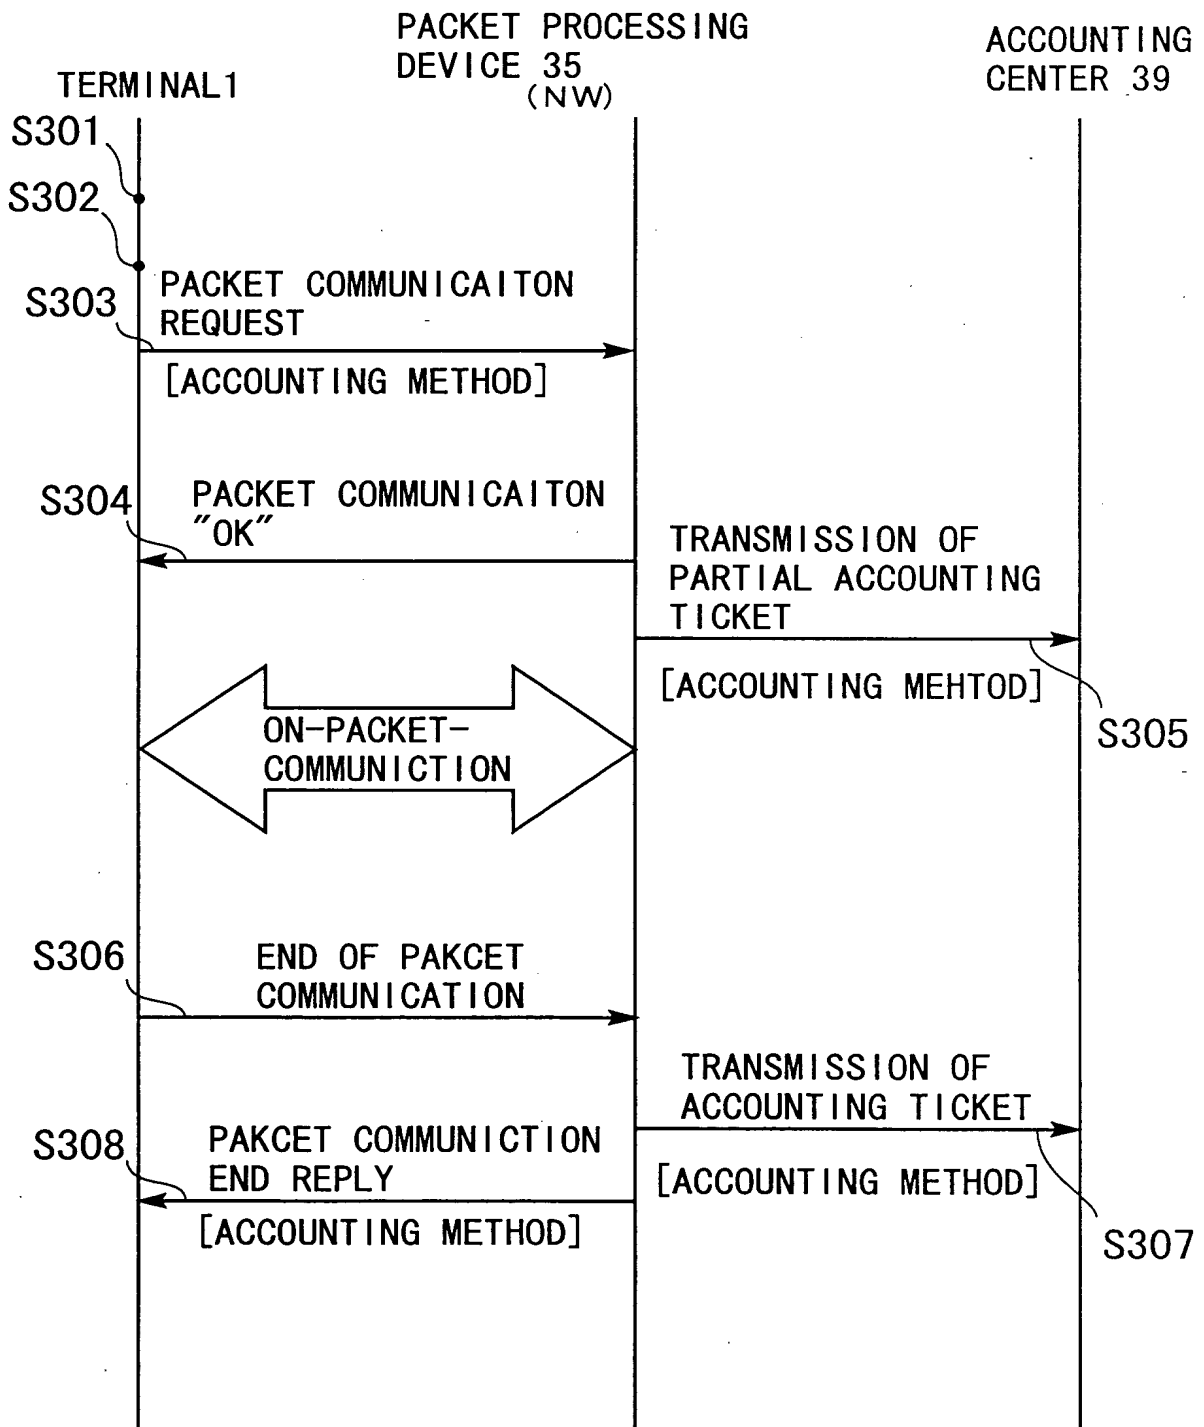 PACKET PROCESSING
DEVICE 35
(NW)
ACCOUNTING
CENTER 39
TERMINAL1
S301
S302
S303
PACKET COMMUNICAITON
REQUEST
[ACCOUNTING METHOD]
S304
PACKET COMMUNICAITON
"OK"
TRANSMISSION OF
PARTIAL ACCOUNTING
TICKET
[ACCOUNTING MEHTOD]
S305
ON-PACKET-
COMMUNICTION
S306
END OF PAKCET
COMMUNICATION
TRANSMISSION OF
ACCOUNTING TICKET
[ACCOUNTING METHOD]
S307
S308
PAKCET COMMUNICTION
END REPLY
[ACCOUNTING METHOD]